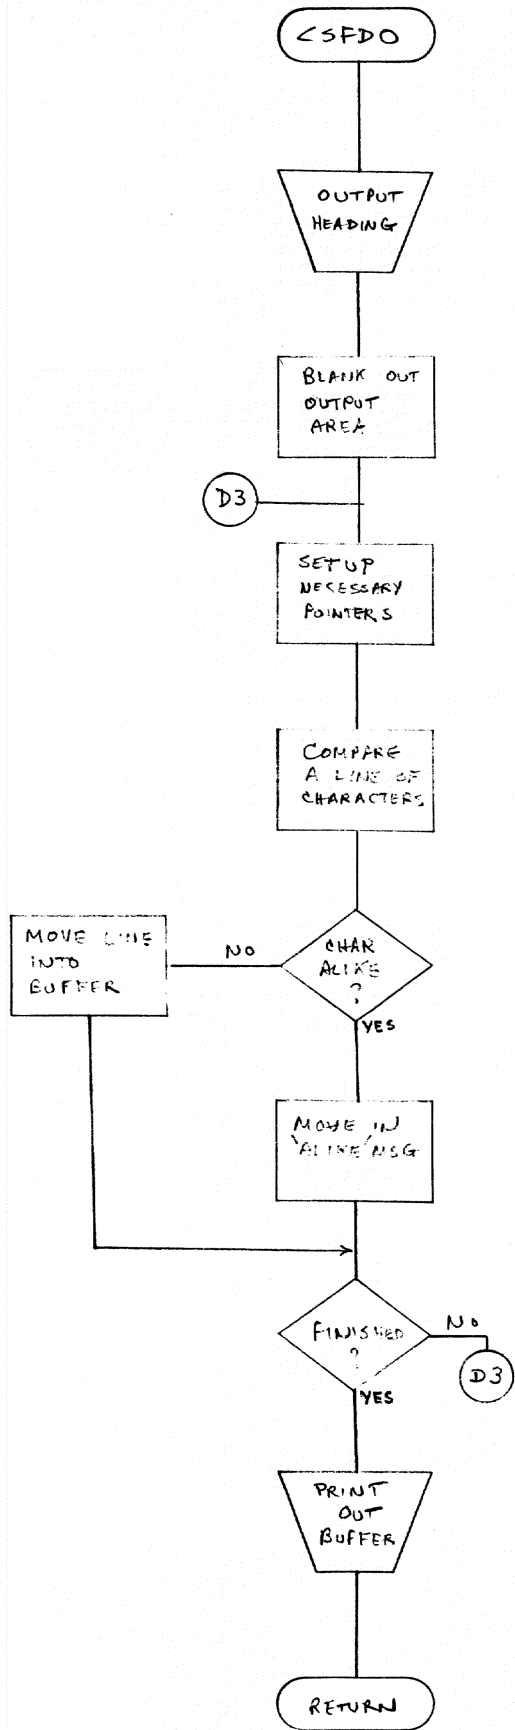 CSFDO
OUTPUT
HEADING
BLANK OUT
OUTPUT
AREA
D3
SETUP
NECESSARY
POINTERS
COMPARE
A LINE OF
CHARACTERS
CHAR
ALIKE
?
NO
MOVE LINE
INTO
BUFFER
YES
MOVE IN
'ALIKE' MSG
FINISHED
?
NO
D3
YES
PRINT
OUT
BUFFER
RETURN